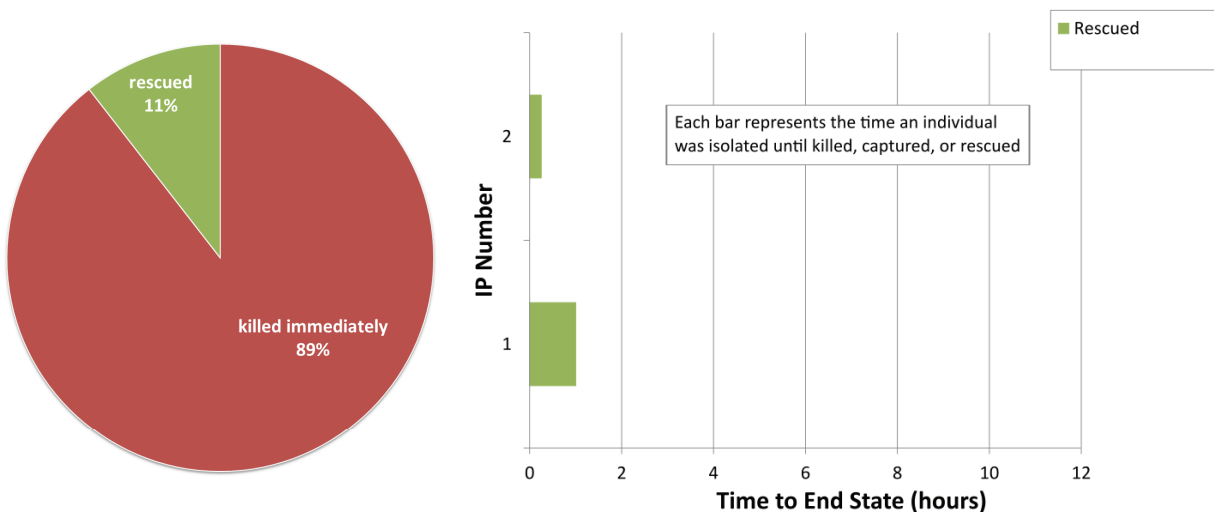 rescued
11%
killed immediately
89%
Rescued
Each bar represents the time an individual
was isolated until killed, captured, or rescued
IP Number
2
1
0 2 4 6 8 10 12
Time to End State (hours)